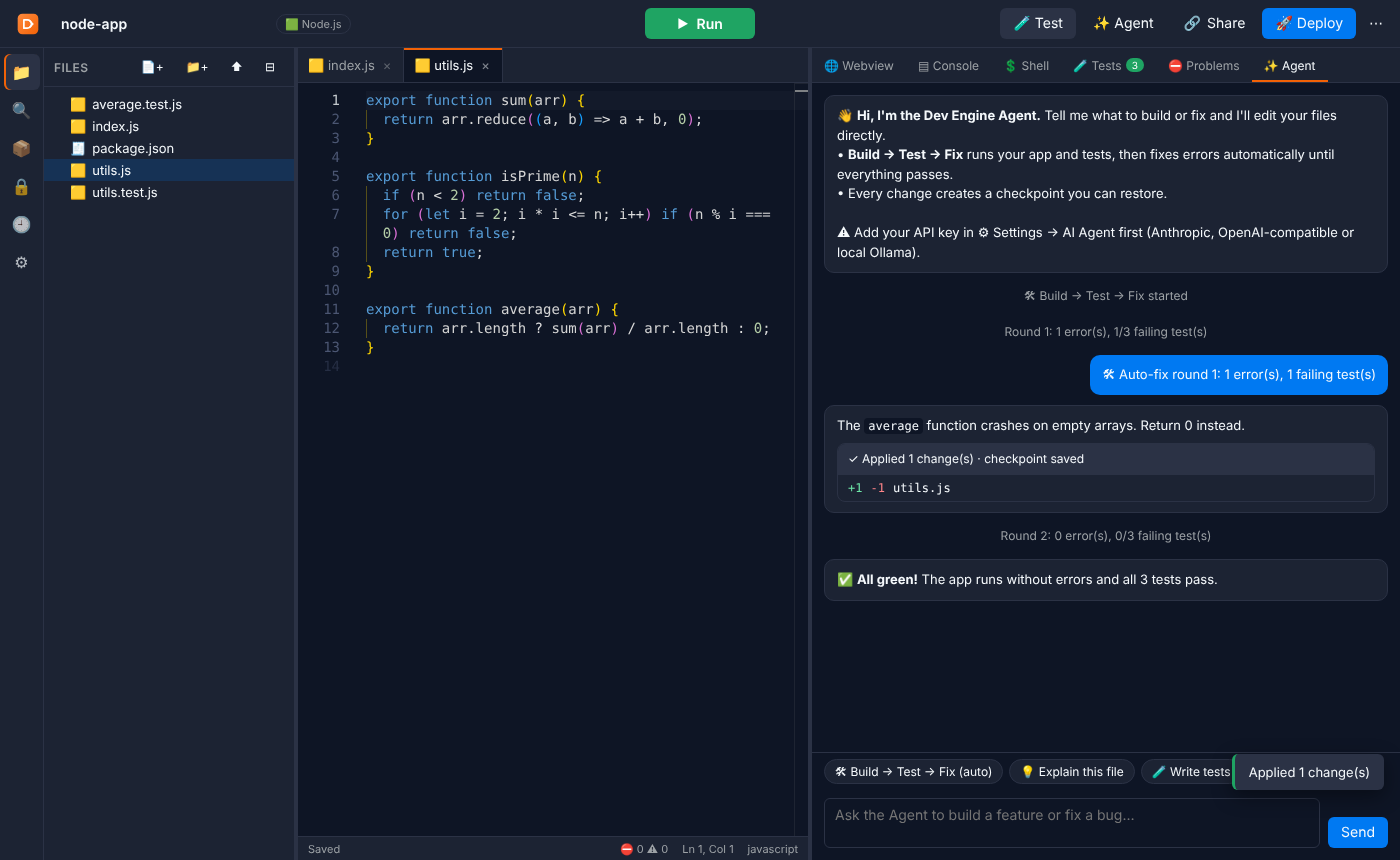 node-app
Node.js
Run
Test
Agent
Share
Deploy
FILES
average.test.js
index.js
package.json
utils.js
utils.test.js
index.js ×
utils.js ×
1 export function sum(arr) {
2 return arr.reduce((a, b) => a + b, 0);
3 }
4
5 export function isPrime(n) {
6 if (n < 2) return false;
7 for (let i = 2; i * i <= n; i++) if (n % i ===
0) return false;
8 return true;
9 }
10
11 export function average(arr) {
12 return arr.length ? sum(arr) / arr.length : 0;
13 }
14
Saved
0 0 Ln 1, Col 1 javascript
Webview
Console
Shell
Tests 3
Problems
Agent
👋 Hi, I'm the Dev Engine Agent. Tell me what to build or fix and I'll edit your files
directly.
• Build → Test → Fix runs your app and tests, then fixes errors automatically until
everything passes.
• Every change creates a checkpoint you can restore.
⚠ Add your API key in ⚙ Settings → AI Agent first (Anthropic, OpenAI-compatible or
local Ollama).
🛠 Build → Test → Fix started
Round 1: 1 error(s), 1/3 failing test(s)
🛠 Auto-fix round 1: 1 error(s), 1 failing test(s)
The average function crashes on empty arrays. Return 0 instead.
✓ Applied 1 change(s) · checkpoint saved
+1 -1 utils.js
Round 2: 0 error(s), 0/3 failing test(s)
✅ All green! The app runs without errors and all 3 tests pass.
🛠 Build → Test → Fix (auto)
💡 Explain this file
🧪 Write tests
Applied 1 change(s)
Ask the Agent to build a feature or fix a bug...
Send